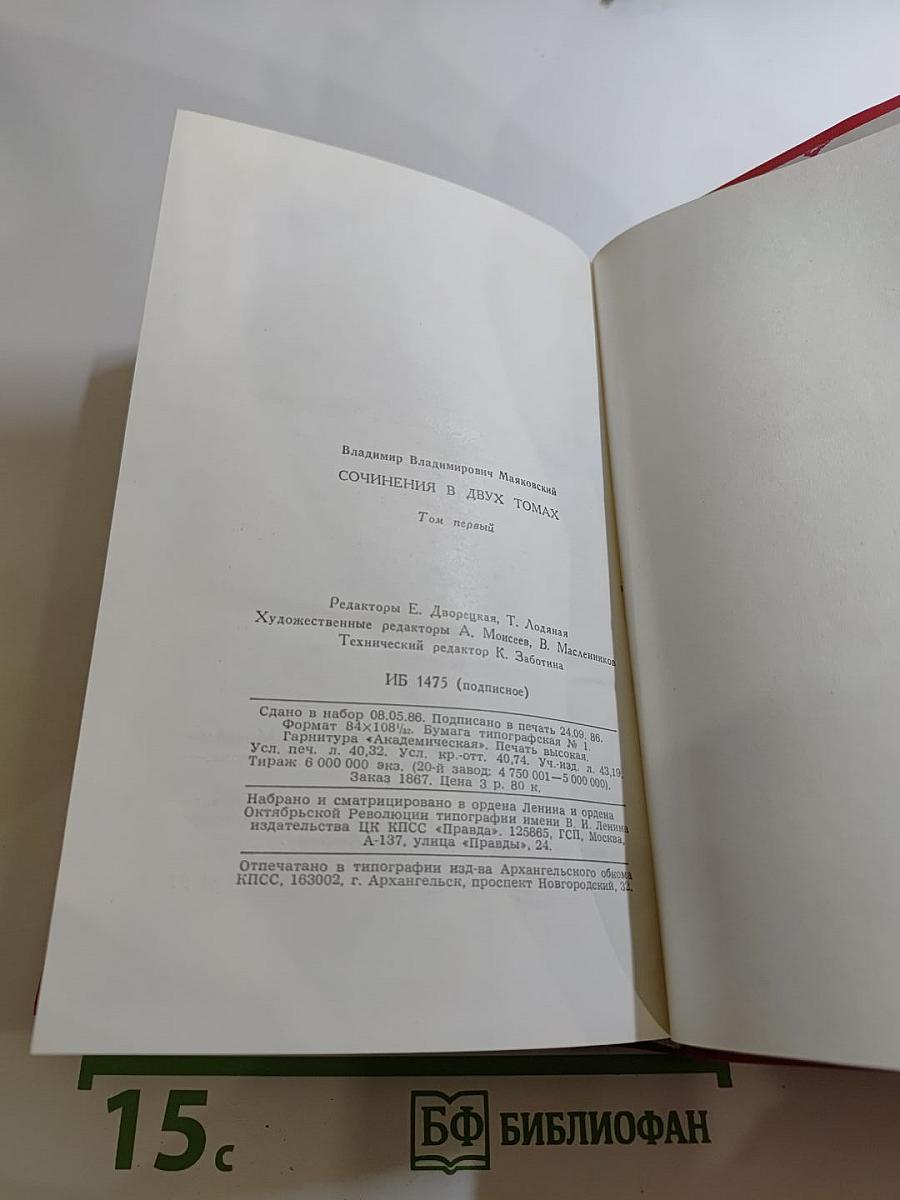 Владимир Владимирович Маяковский
СОЧИНЕНИЯ В ДВУХ ТОМАХ
Том первый
Редакторы Е. Дворецкая, Т. Лодяная
Художественные редакторы А. Моисеев, В. Масленников
Технический редактор К. Заботина
ИБ 1475 (подписное)
Сдано в набор 08.05.86. Подписано в печать 24.09.86.
Формат 84×108¹/₃₂. Бумага типографская № 1.
Гарнитура «Академическая». Печать высокая.
Усл. печ. л. 40,32. Усл. кр.-отт. 40,74. Уч.-изд. л. 43,19.
Тираж 6 000 000 экз. (20-й завод: 4 750 001—5 000 000).
Заказ 1867. Цена 3 р. 80 к.
Набрано и сматрицировано в ордена Ленина и ордена
Октябрьской Революции типографии имени В. И. Ленина
издательства ЦК КПСС «Правда». 125865, ГСП, Москва,
А-137, улица «Правды», 24.
Отпечатано в типографии изд-ва Архангельского обкома
КПСС, 163002, г. Архангельск, проспект Новгородский, 32.
15 с
БФ БИБЛИОФАН